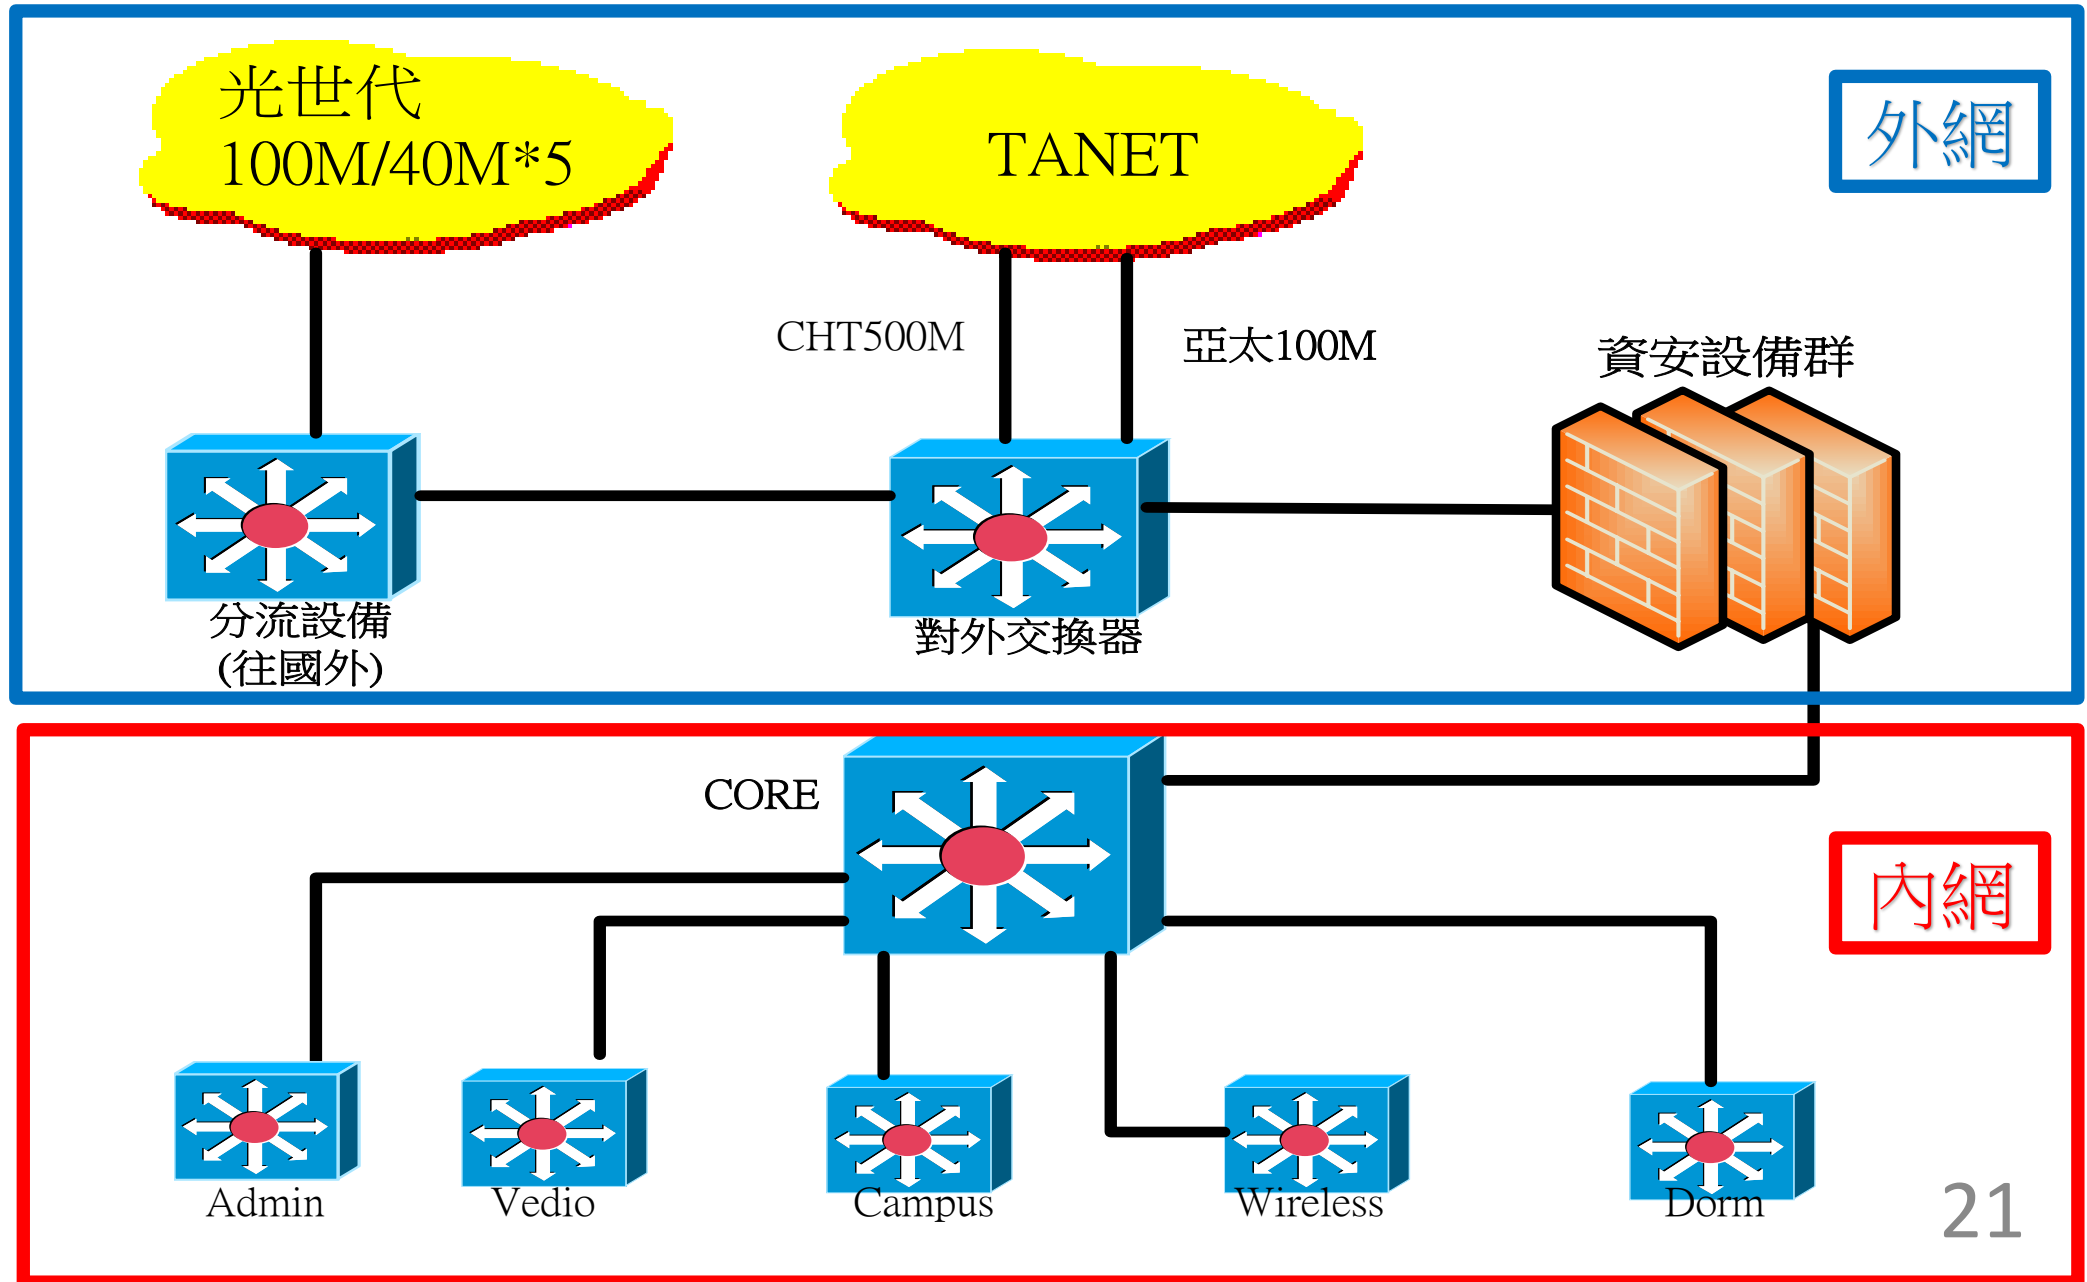 光世代
100M/40M*5
TANET
外網
CHT500M
亞太100M
資安設備群
分流設備
(往國外)
對外交換器
CORE
內網
Admin
Vedio
Campus
Wireless
Dorm
21